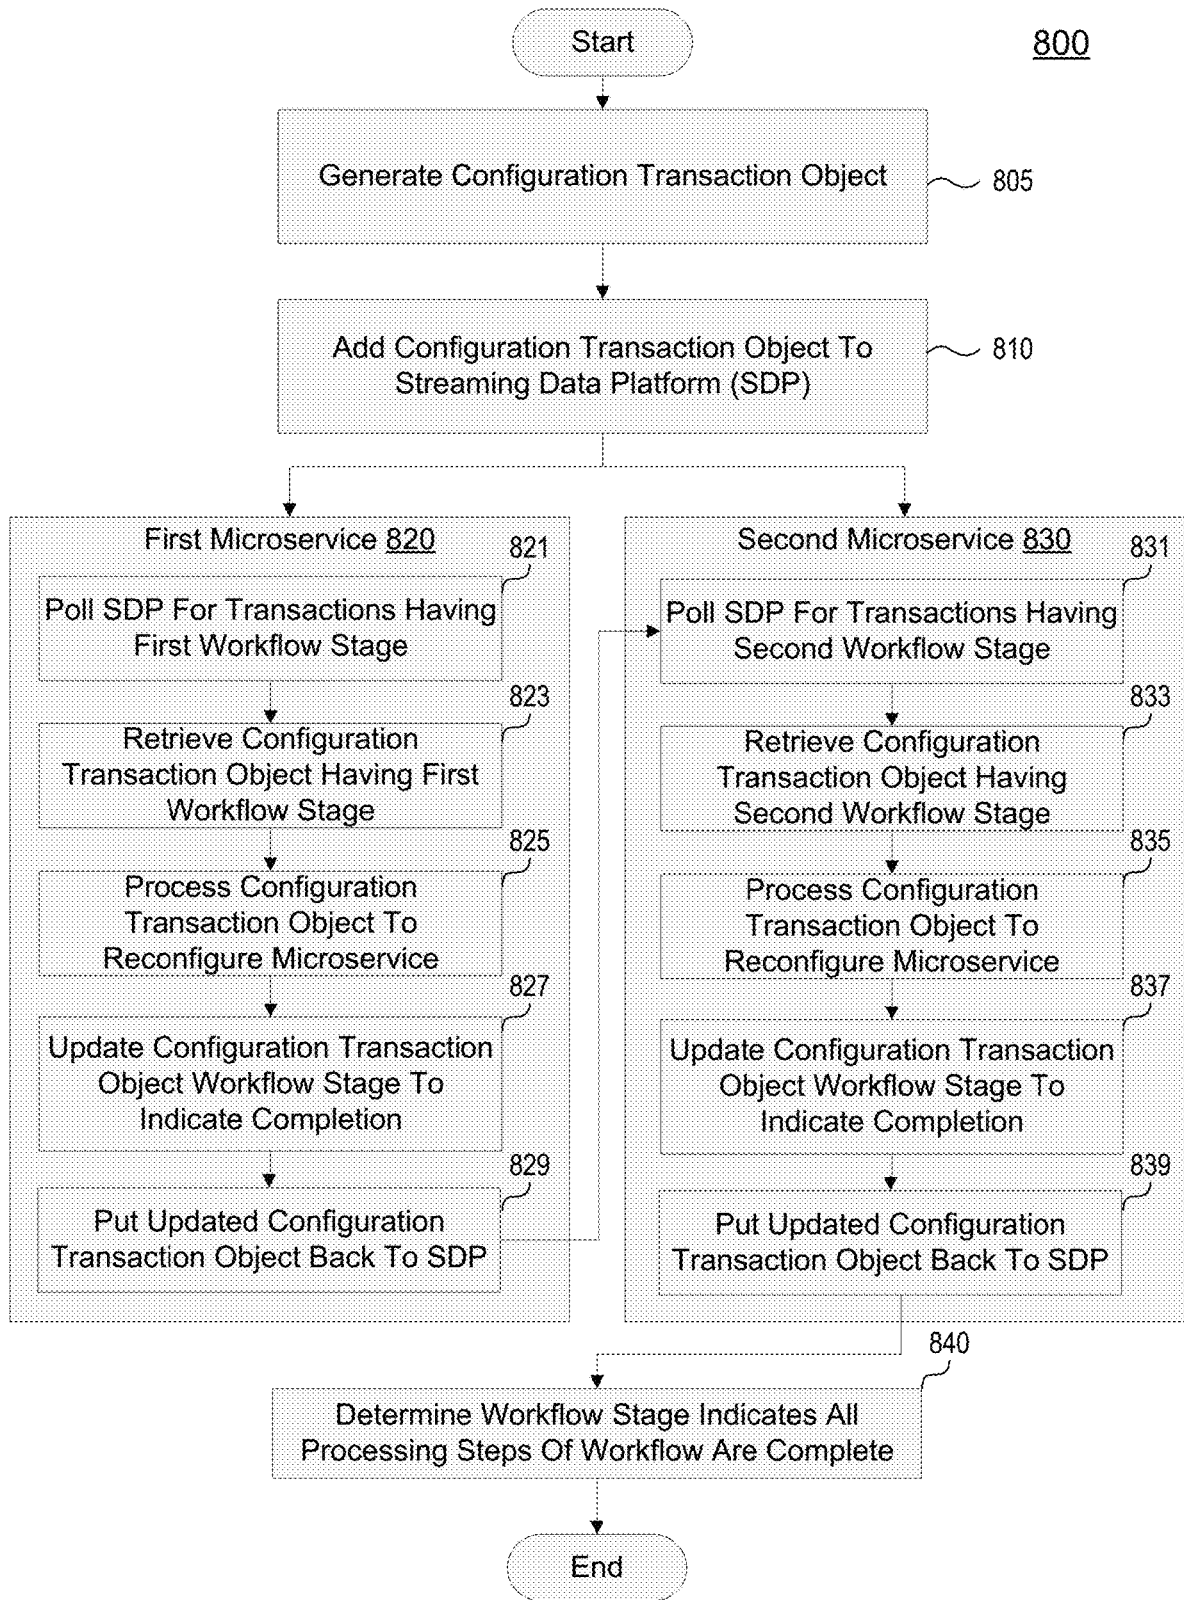 Start
800
Generate Configuration Transaction Object
805
Add Configuration Transaction Object To
Streaming Data Platform (SDP)
810
First Microservice 820
821
Poll SDP For Transactions Having
First Workflow Stage
823
Retrieve Configuration
Transaction Object Having First
Workflow Stage
825
Process Configuration
Transaction Object To
Reconfigure Microservice
827
Update Configuration Transaction
Object Workflow Stage To
Indicate Completion
829
Put Updated Configuration
Transaction Object Back To SDP
Second Microservice 830
831
Poll SDP For Transactions Having
Second Workflow Stage
833
Retrieve Configuration
Transaction Object Having
Second Workflow Stage
835
Process Configuration
Transaction Object To
Reconfigure Microservice
837
Update Configuration Transaction
Object Workflow Stage To
Indicate Completion
839
Put Updated Configuration
Transaction Object Back To SDP
840
Determine Workflow Stage Indicates All
Processing Steps Of Workflow Are Complete
End